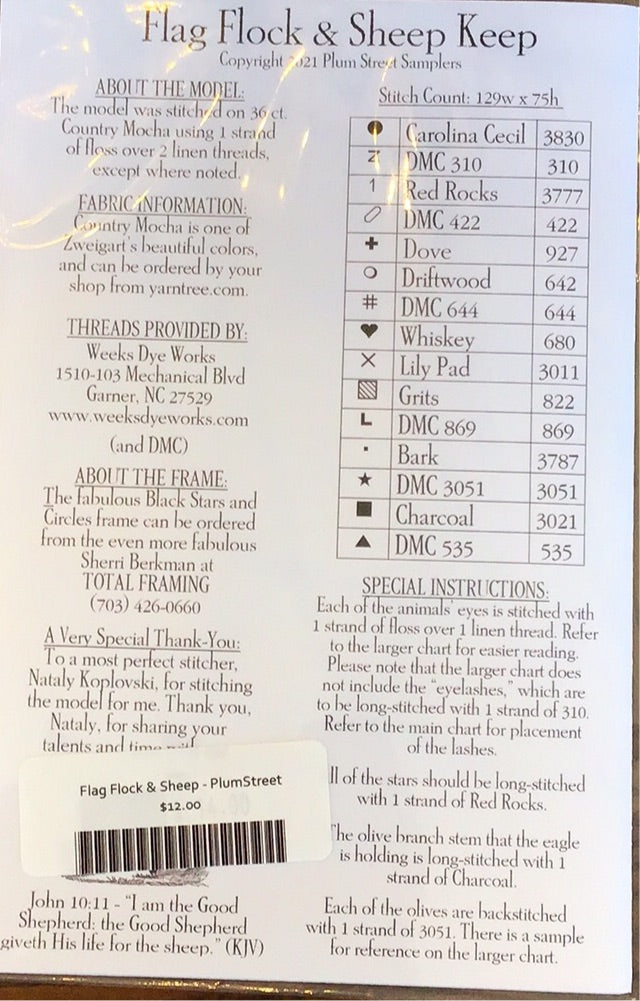 Flag Flock & Sheep Keep
Copyright 2021 Plum Street Samplers
ABOUT THE MODEL:
The model was stitched on 36 ct.
Country Mocha using 1 strand
of floss over 2 linen threads,
except where noted.
FABRIC INFORMATION:
Country Mocha is one of
Zweigart's beautiful colors,
and can be ordered by your
shop from yarntree.com.
THREADS PROVIDED BY:
Weeks Dye Works
1510-103 Mechanical Blvd
Garner, NC 27529
www.weeksdyeworks.com
(and DMC)
ABOUT THE FRAME:
The fabulous Black Stars and
Circles frame can be ordered
from the even more fabulous
Sherri Berkman at
TOTAL FRAMING
(703) 426-0660
A Very Special Thank-You:
To a most perfect stitcher,
Nataly Koplovski, for stitching
the model for me. Thank you,
Nataly, for sharing your
talents and time
Flag Flock & Sheep - PlumStreet
$12.00
John 10:11 - "I am the Good
Shepherd: the Good Shepherd
giveth His life for the sheep." (KJV)
Stitch Count: 129w x 75h
Carolina Cecil 3830
DMC 310 310
Red Rocks 3777
DMC 422 422
Dove 927
Driftwood 642
# DMC 644 644
Whiskey 680
Lily Pad 3011
Grits 822
DMC 869 869
Bark 3787
DMC 3051 3051
Charcoal 3021
DMC 535 535
SPECIAL INSTRUCTIONS:
Each of the animals' eyes is stitched with
1 strand of floss over 1 linen thread. Refer
to the larger chart for easier reading.
Please note that the larger chart does
not include the "eyelashes," which are
to be long-stitched with 1 strand of 310.
Refer to the main chart for placement
of the lashes.
ll of the stars should be long-stitched
with 1 strand of Red Rocks.
The olive branch stem that the eagle
is holding is long-stitched with 1
strand of Charcoal.
Each of the olives are backstitched
with 1 strand of 3051. There is a sample
for reference on the larger chart.